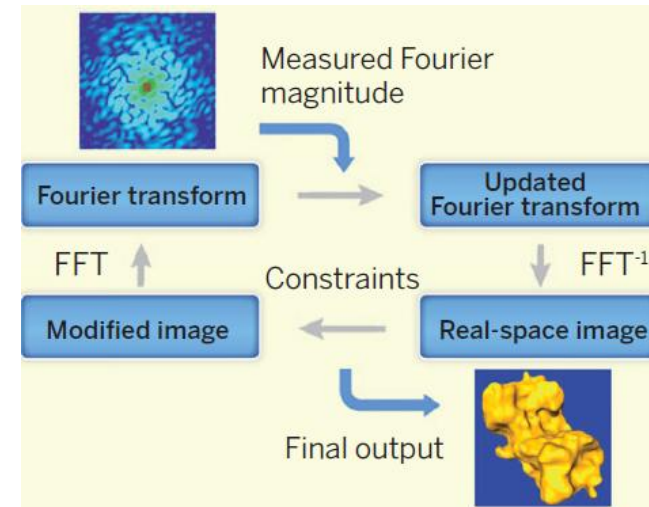 Measured Fourier
magnitude
Fourier transform
Updated
Fourier transform
FFT
Constraints
FFT⁻¹
Modified image
Real-space image
Final output